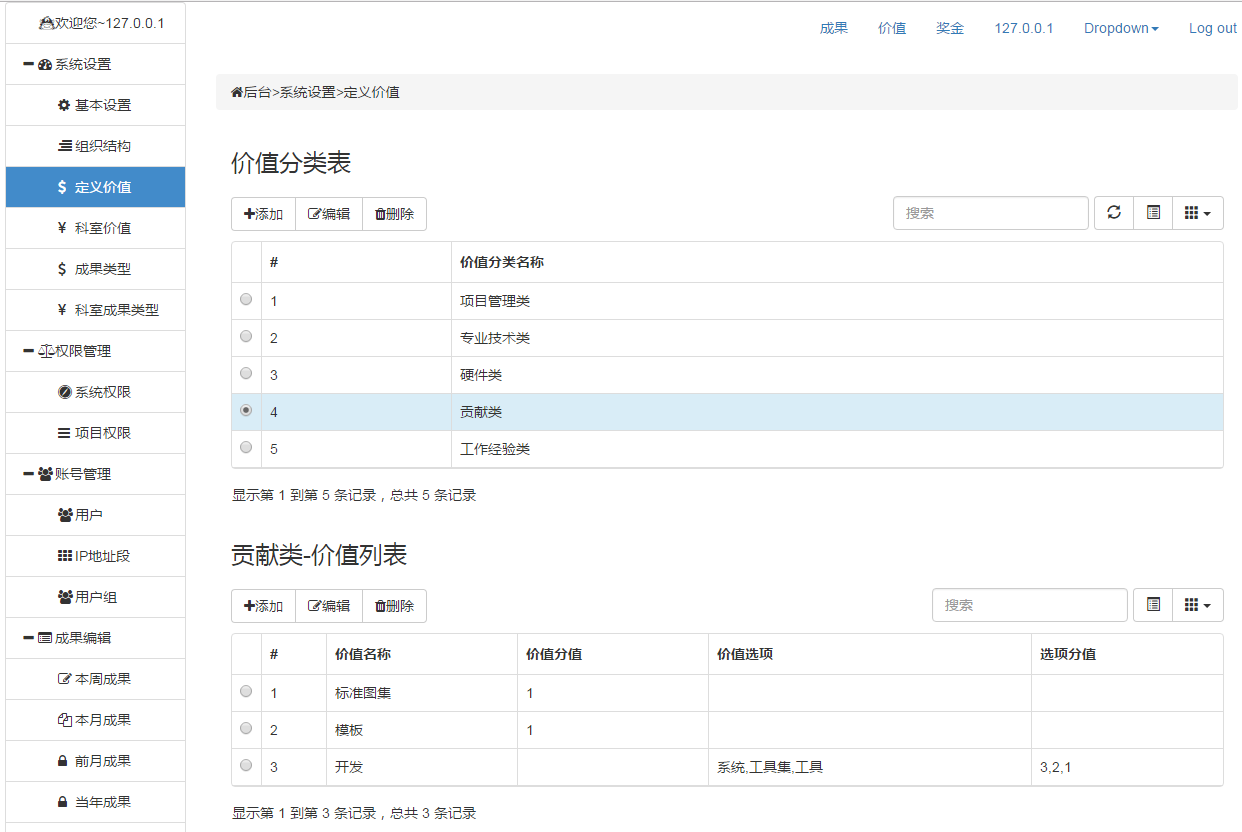 欢迎您~127.0.0.1
系统设置
基本设置
组织结构
定义价值
科室价值
成果类型
科室成果类型
权限管理
系统权限
项目权限
账号管理
用户
IP地址段
用户组
成果编辑
本周成果
本月成果
前月成果
当年成果
成果 价值 奖金 127.0.0.1 Dropdown Log out
后台>系统设置>定义价值
价值分类表
添加 编辑 删除 搜索
# 价值分类名称
1 项目管理类
2 专业技术类
3 硬件类
4 贡献类
5 工作经验类
显示第 1 到第 5 条记录，总共 5 条记录
贡献类-价值列表
添加 编辑 删除 搜索
# 价值名称 价值分值 价值选项 选项分值
1 标准图集 1
2 模板 1
3 开发 系统,工具集,工具 3,2,1
显示第 1 到第 3 条记录，总共 3 条记录